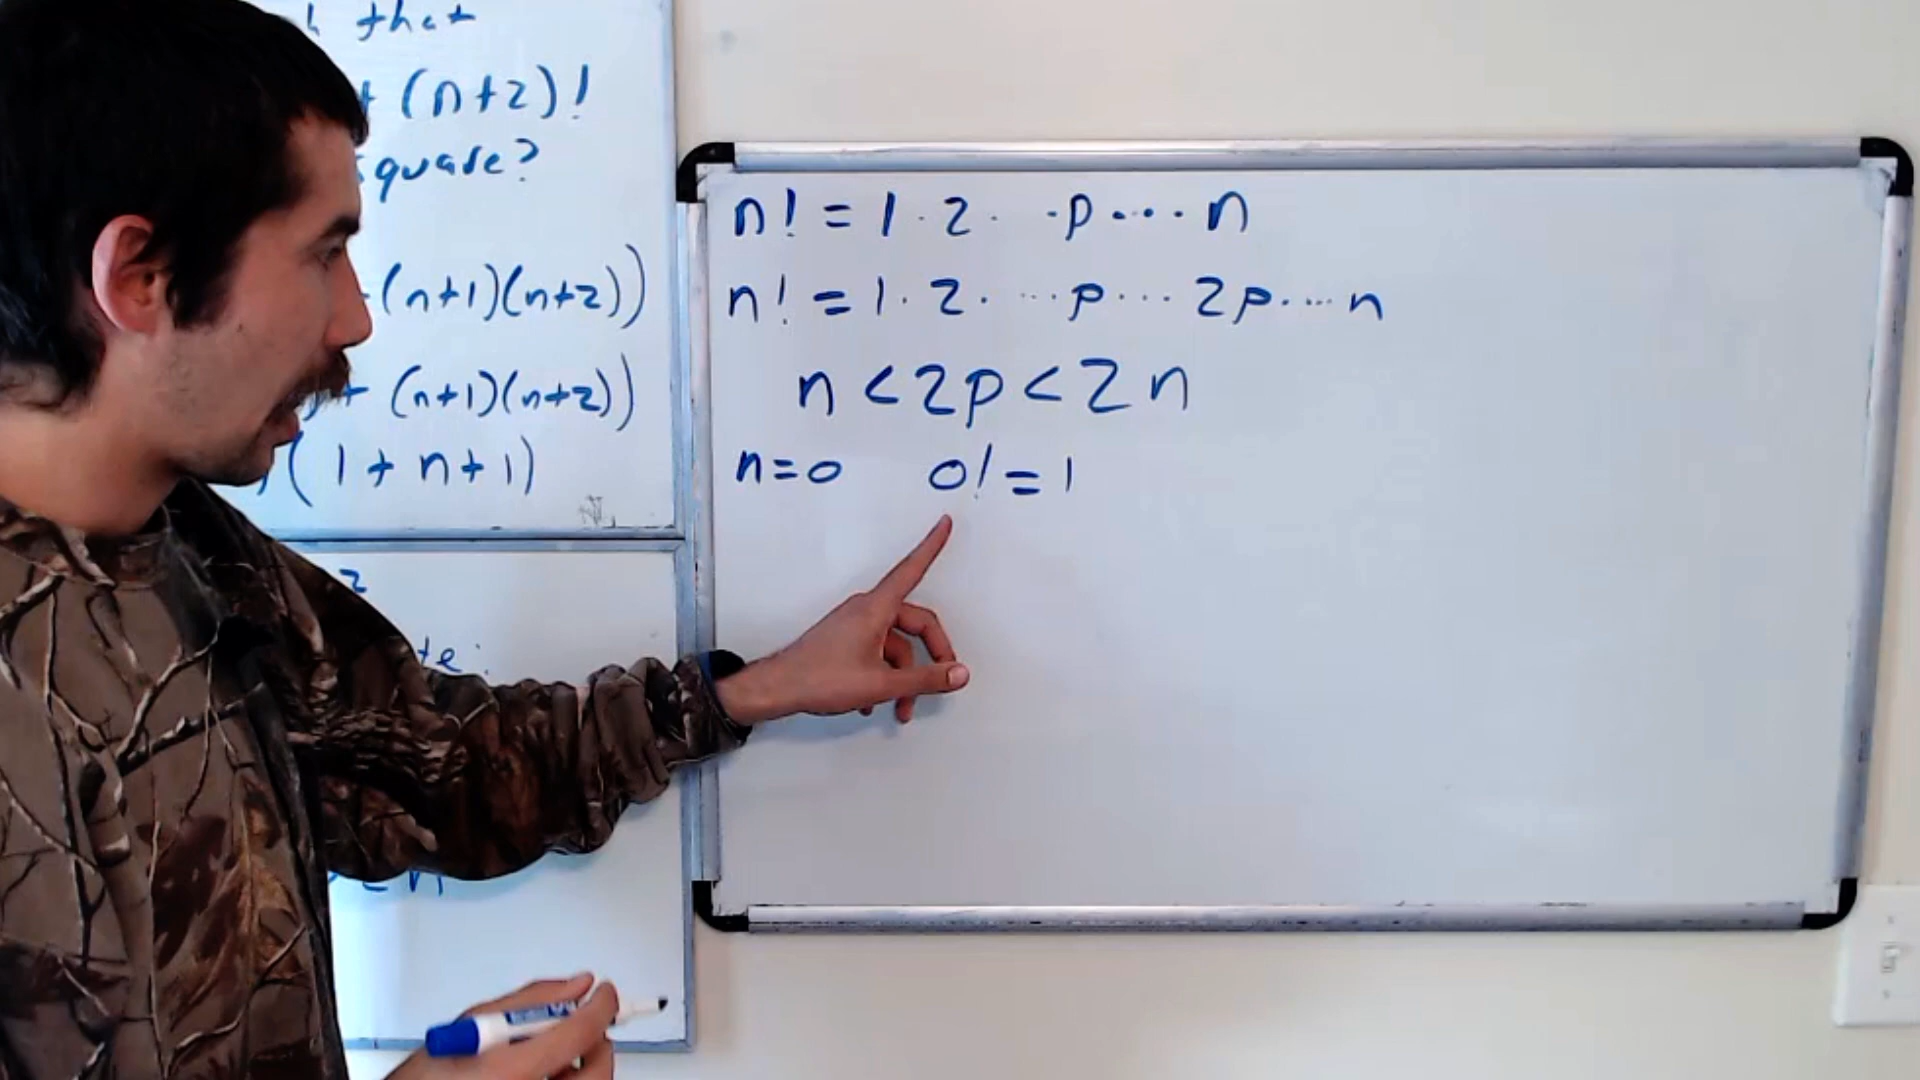 that
(n+2)!
square?
(n+1)(n+2))
+ (n+1)(n+2))
(1 + n+1)
2
n! = 1 · 2 · · p · · · · n
n! = 1 · 2 · ··· p · · · 2p · ··· n
n < 2p < 2n
n = 0 0! = 1